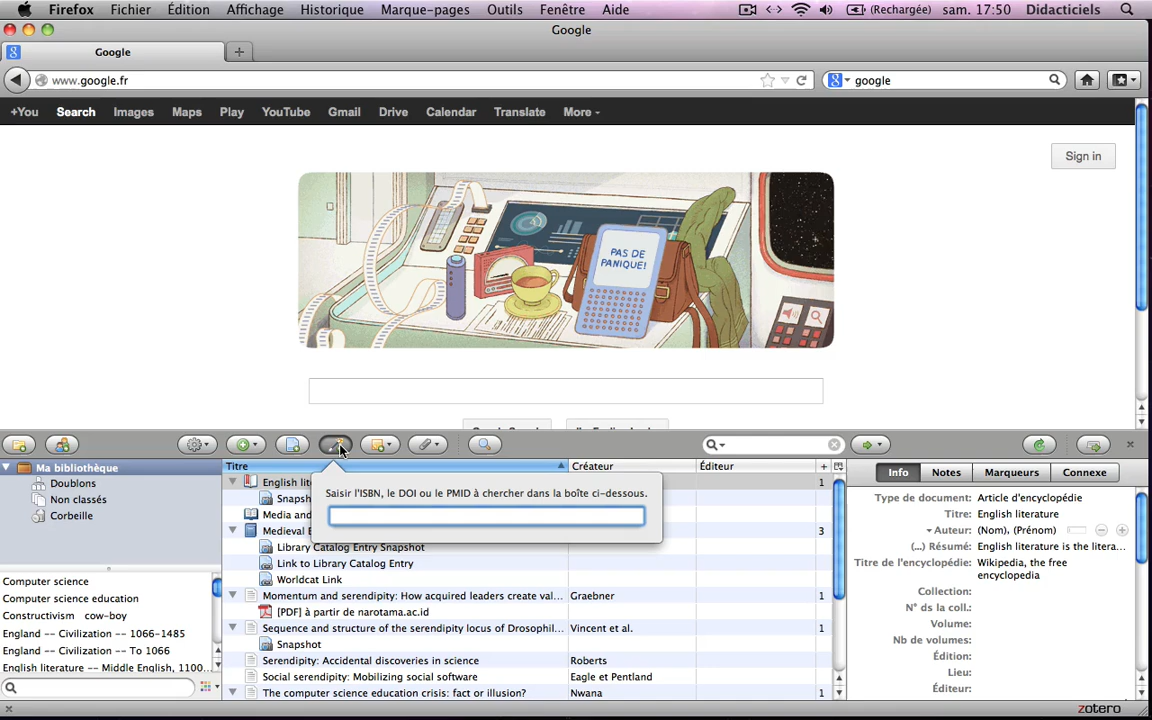 Firefox Fichier Édition Affichage Historique Marque-pages Outils Fenêtre Aide (Rechargée) sam. 17:50 Didacticiels
Google
Google
www.google.fr google
+You Search Images Maps Play YouTube Gmail Drive Calendar Translate More
Sign in
PAS DE
PANIQUE!
Ma bibliothèque
Doublons
Non classés
Corbeille
Computer science
Computer science education
Constructivism cow-boy
England -- Civilization -- 1066-1485
England -- Civilization -- To 1066
English literature -- Middle English, 1100...
Titre Créateur Éditeur +
English lit 1
Snapsh
Media and
Medieval E 3
Saisir l'ISBN, le DOI ou le PMID à chercher dans la boîte ci-dessous.
Library Catalog Entry Snapshot
Link to Library Catalog Entry
Worldcat Link
Momentum and serendipity: How acquired leaders create val... Graebner 1
[PDF] à partir de narotama.ac.id
Sequence and structure of the serendipity locus of Drosophil... Vincent et al. 1
Snapshot
Serendipity: Accidental discoveries in science Roberts
Social serendipity: Mobilizing social software Eagle et Pentland
The computer science education crisis: fact or illusion? Nwana 1
Info Notes Marqueurs Connexe
Type de document: Article d'encyclopédie
Titre: English literature
Auteur: (Nom), (Prénom)
(...) Résumé: English literature is the litera...
Titre de l'encyclopédie: Wikipedia, the free
encyclopedia
Collection:
N° ds la coll.:
Volume:
Nb de volumes:
Édition:
Lieu:
Éditeur:
zotero